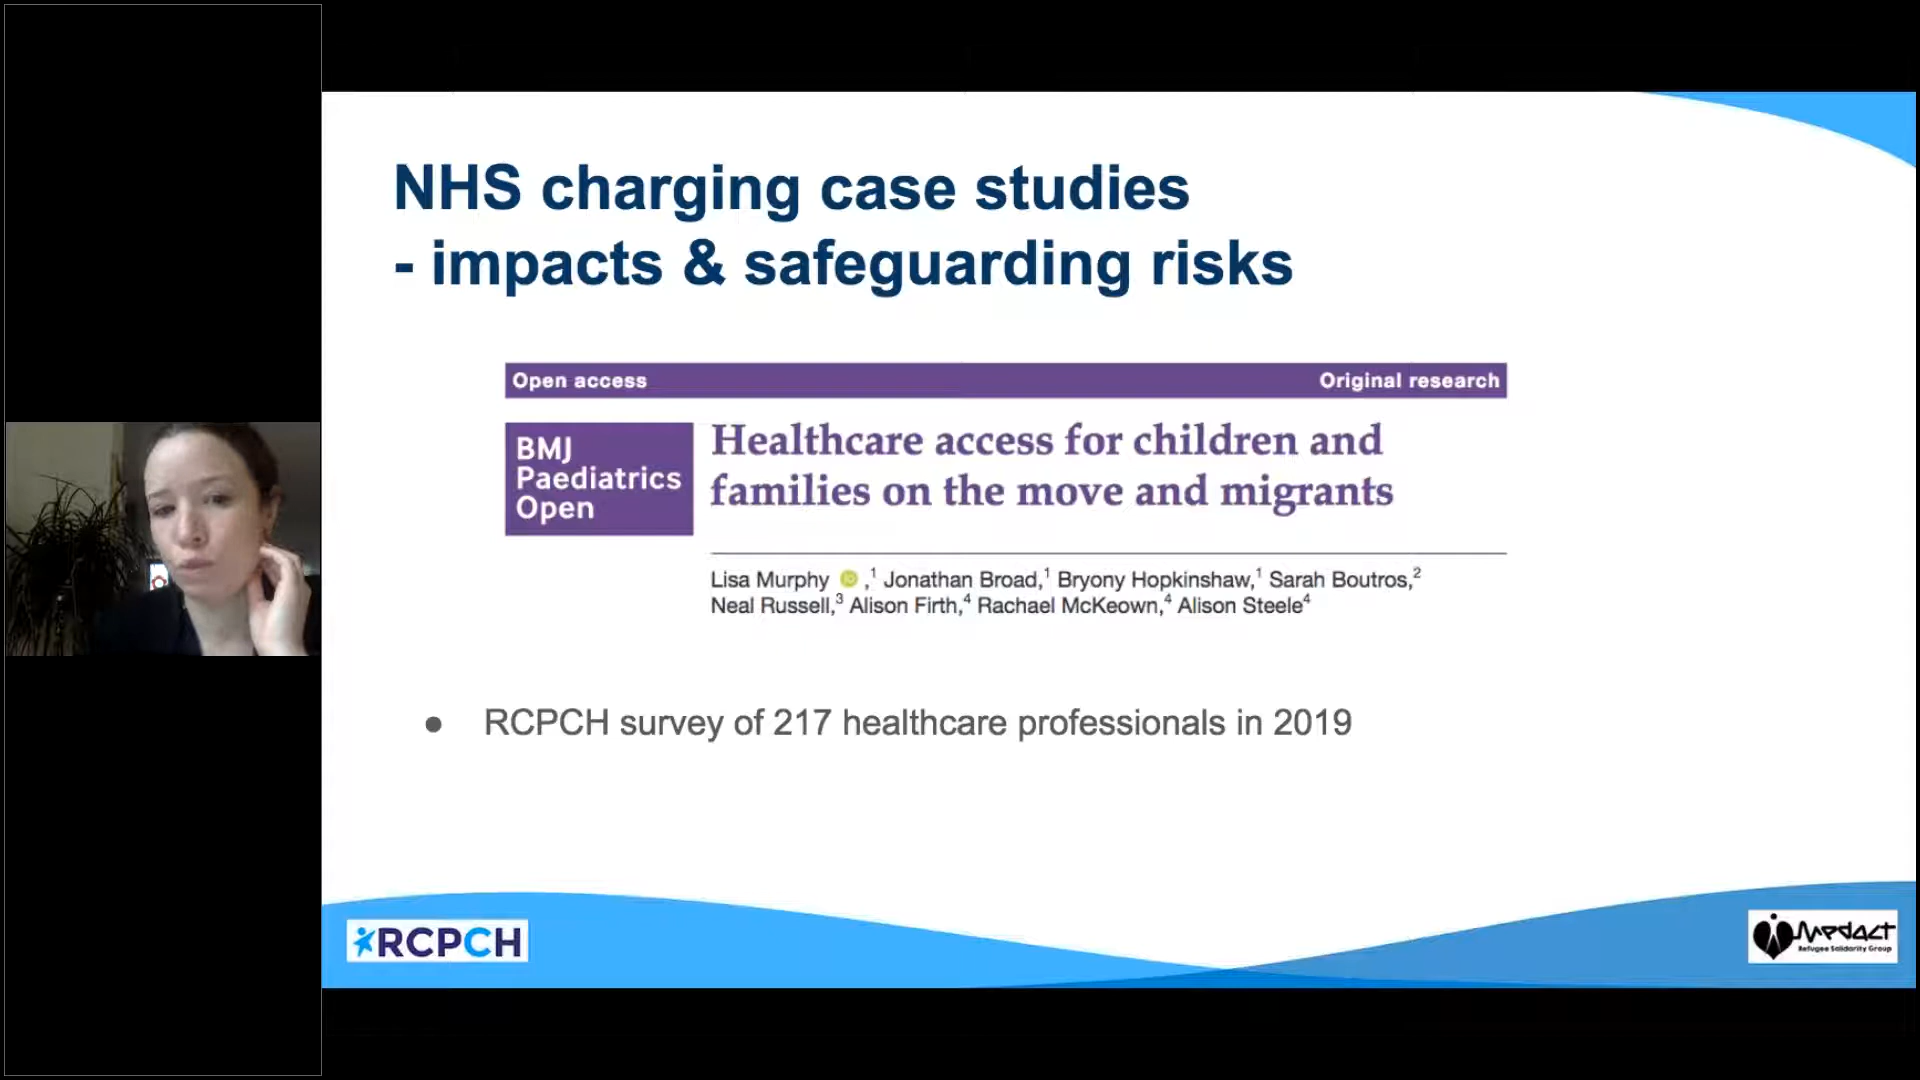 NHS charging case studies
- impacts & safeguarding risks
Open access
Original research
BMJ
Paediatrics
Open
Healthcare access for children and
families on the move and migrants
Lisa Murphy iD ,1 Jonathan Broad,1 Bryony Hopkinshaw,1 Sarah Boutros,2
Neal Russell,3 Alison Firth,4 Rachael McKeown,4 Alison Steele4
● RCPCH survey of 217 healthcare professionals in 2019
RCPCH
Medact
Refugee Solidarity Group